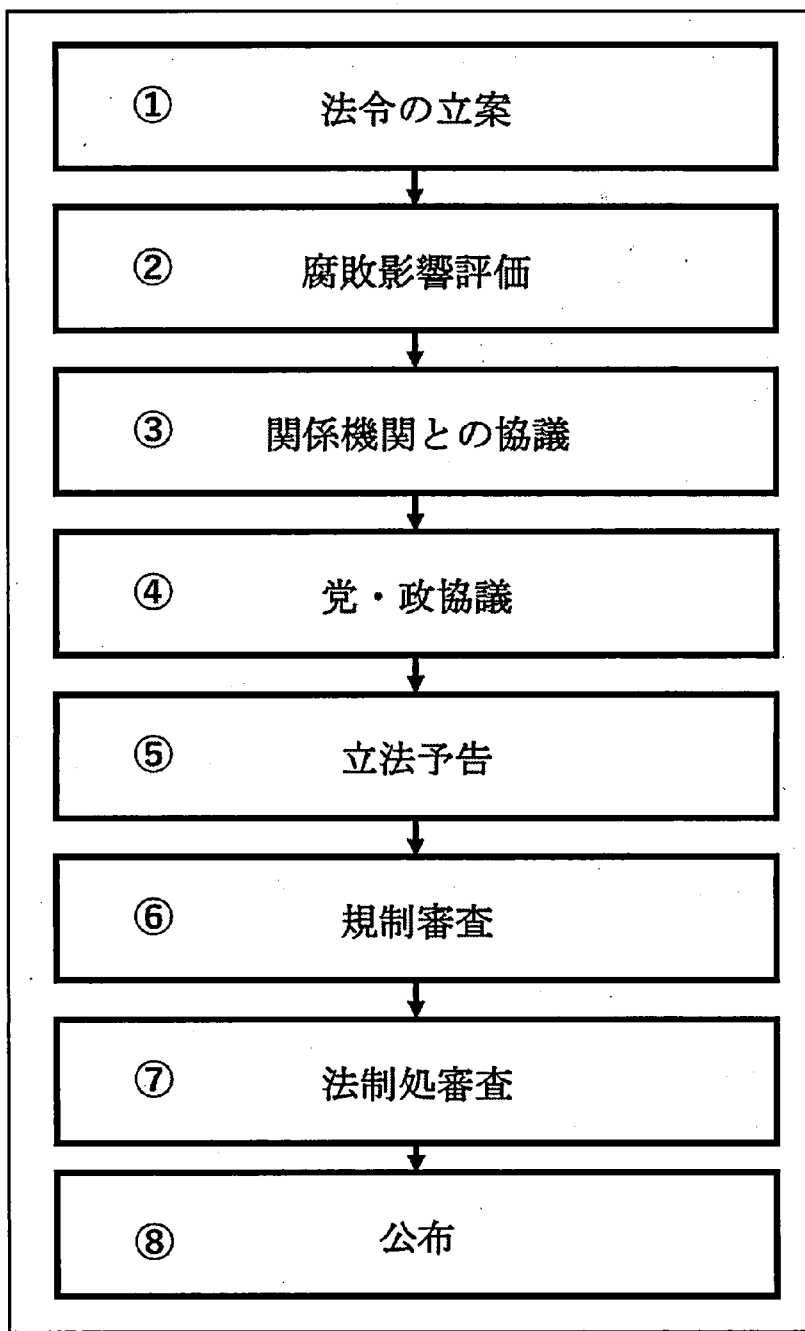 ① 法令の立案
② 腐敗影響評価
③ 関係機関との協議
④ 党・政協議
⑤ 立法予告
⑥ 規制審査
⑦ 法制処審査
⑧ 公布